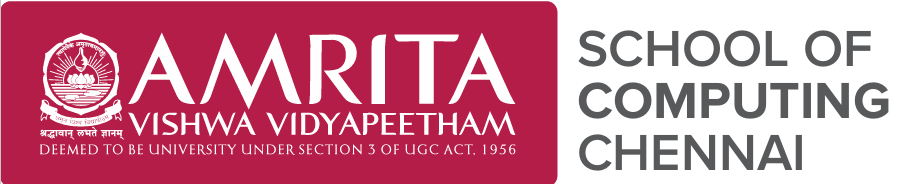 AMRITA
VISHWA VIDYAPEETHAM
DEEMED TO BE UNIVERSITY UNDER SECTION 3 OF UGC ACT, 1956
श्रद्धावान् लभते ज्ञानम्
SCHOOL OF
COMPUTING
CHENNAI